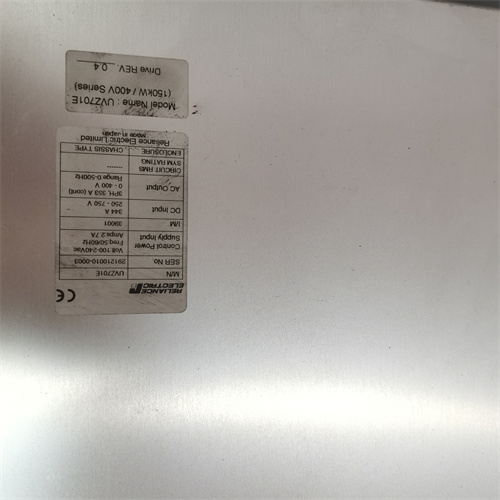 RELIANCE
ELECTRIC
CE
M/N UVZ701E
SER No 29121001O-0003
Control Power Volt:100-240Vac
Supply Input Freq:50/60Hz
Amps:2.7A
I/M 39001
DC Input 344 A
250 - 750 V
AC Output 3PH, 353 A (cont)
0 - 400 V
Range:0-500Hz
CIRCUIT RMS ------
SYM RATING
ENCLOSURE CHASSIS TYPE
Made in Japan
Reliance Electric Limited
Model Name : UVZ701E
(150kW / 400V Series)
Drive REV. 0.4